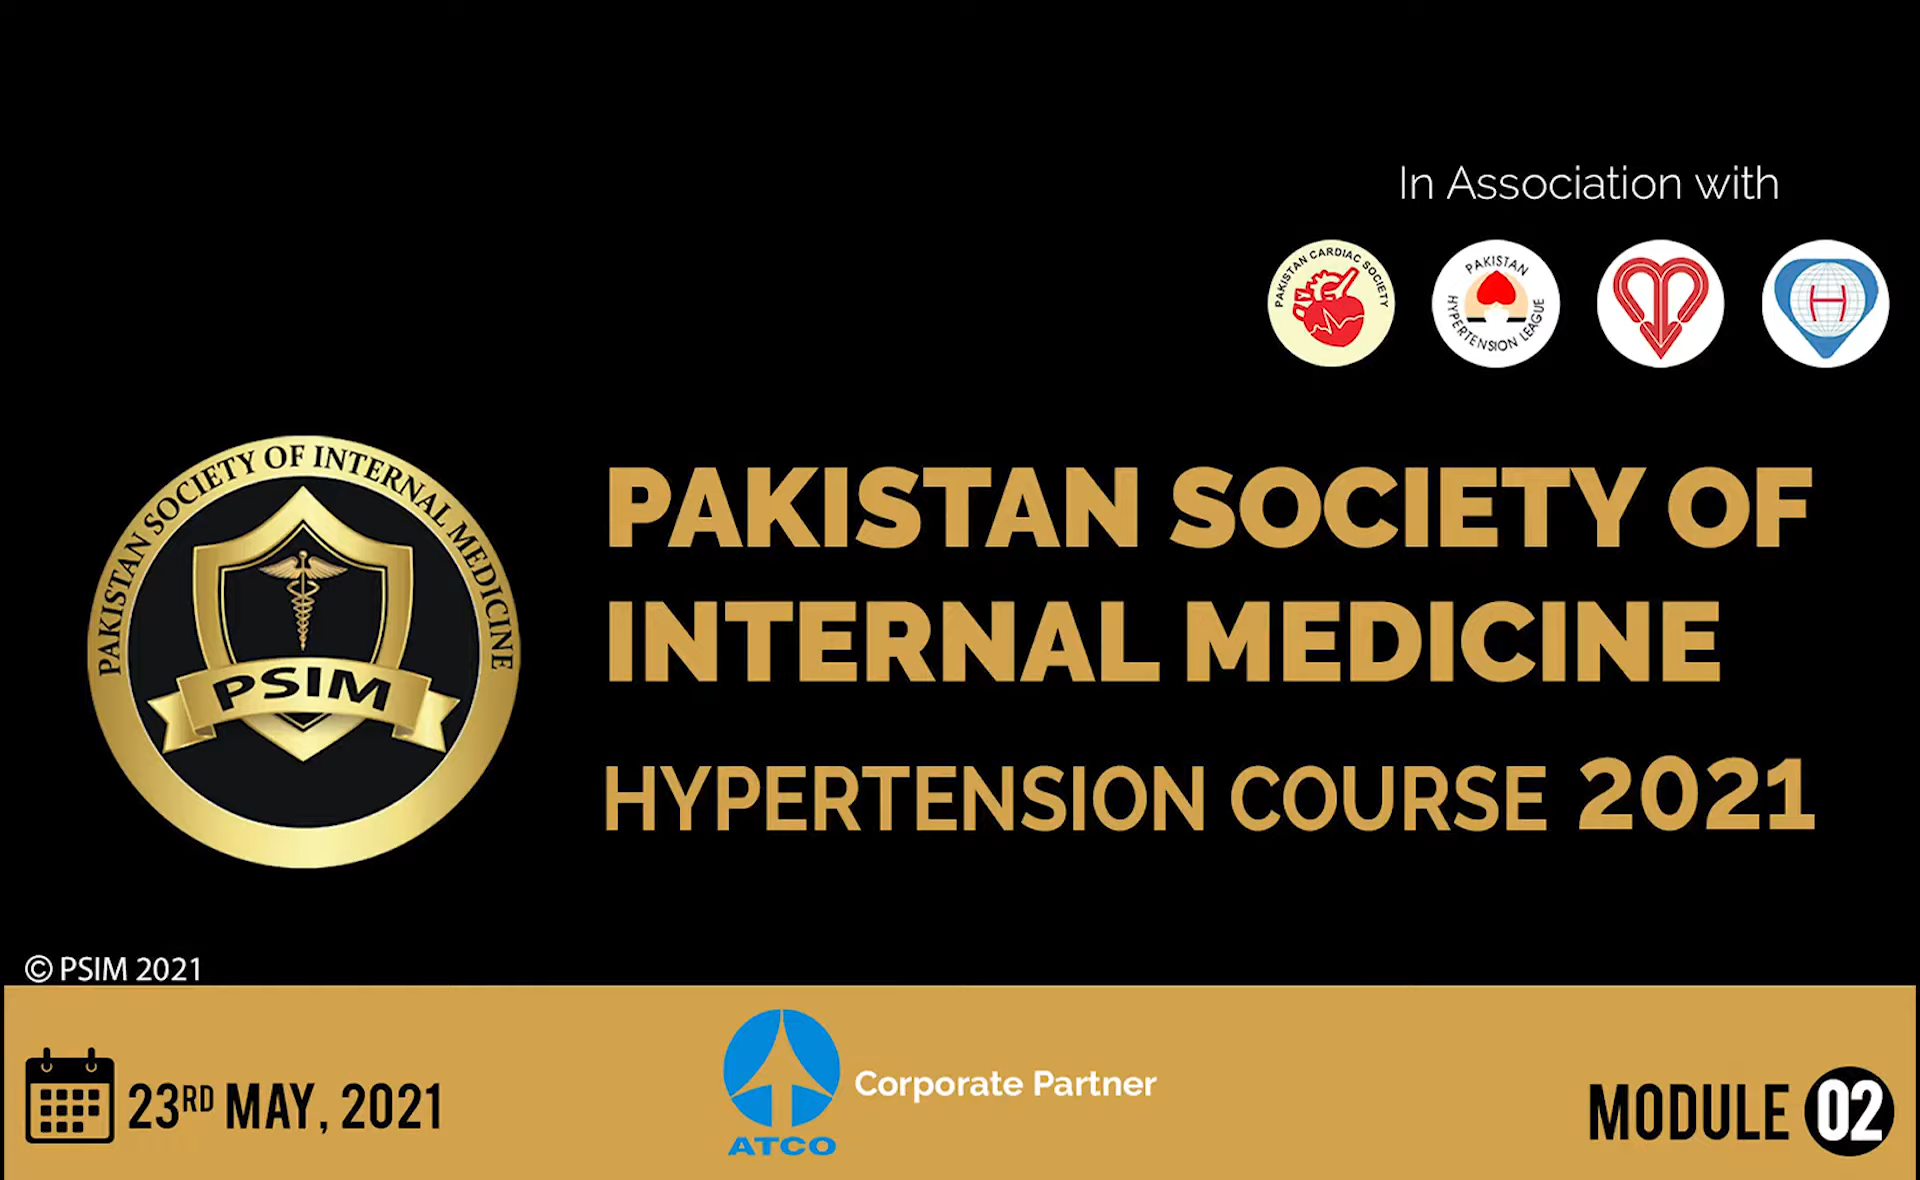 In Association with
PAKISTAN CARDIAC SOCIETY
PAKISTAN
HYPERTENSION LEAGUE
H
PAKISTAN SOCIETY OF INTERNAL MEDICINE
PSIM
PAKISTAN SOCIETY OF
INTERNAL MEDICINE
HYPERTENSION COURSE 2021
© PSIM 2021
23RD MAY, 2021
ATCO
Corporate Partner
MODULE 02